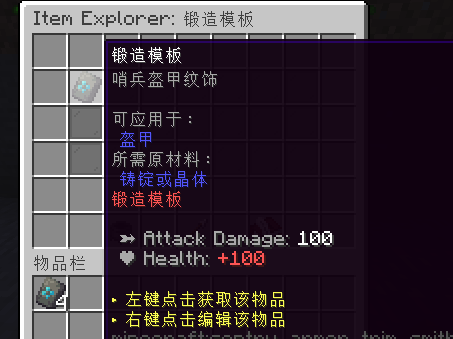 Item Explorer: 锻造模板
锻造模板
哨兵盔甲纹饰
可应用于：
盔甲
所需原材料：
铸锭或晶体
锻造模板
➳ Attack Damage: 100
❤ Health: +100
物品栏
4
▸ 左键点击获取该物品
▸ 右键点击编辑该物品
minecraft:sentry_armor_trim_smith